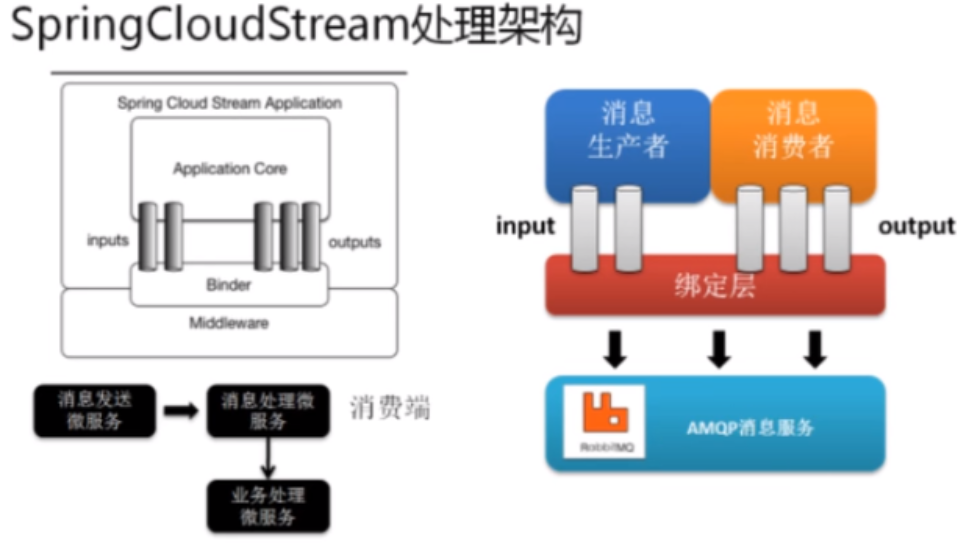 SpringCloudStream处理架构
Spring Cloud Stream Application
Application Core
inputs
outputs
Binder
Middleware
消息发送
微服务
消息处理微
服务
消费端
业务处理
微服务
消息
生产者
消息
消费者
input
output
绑定层
RabbitMQ
AMQP消息服务